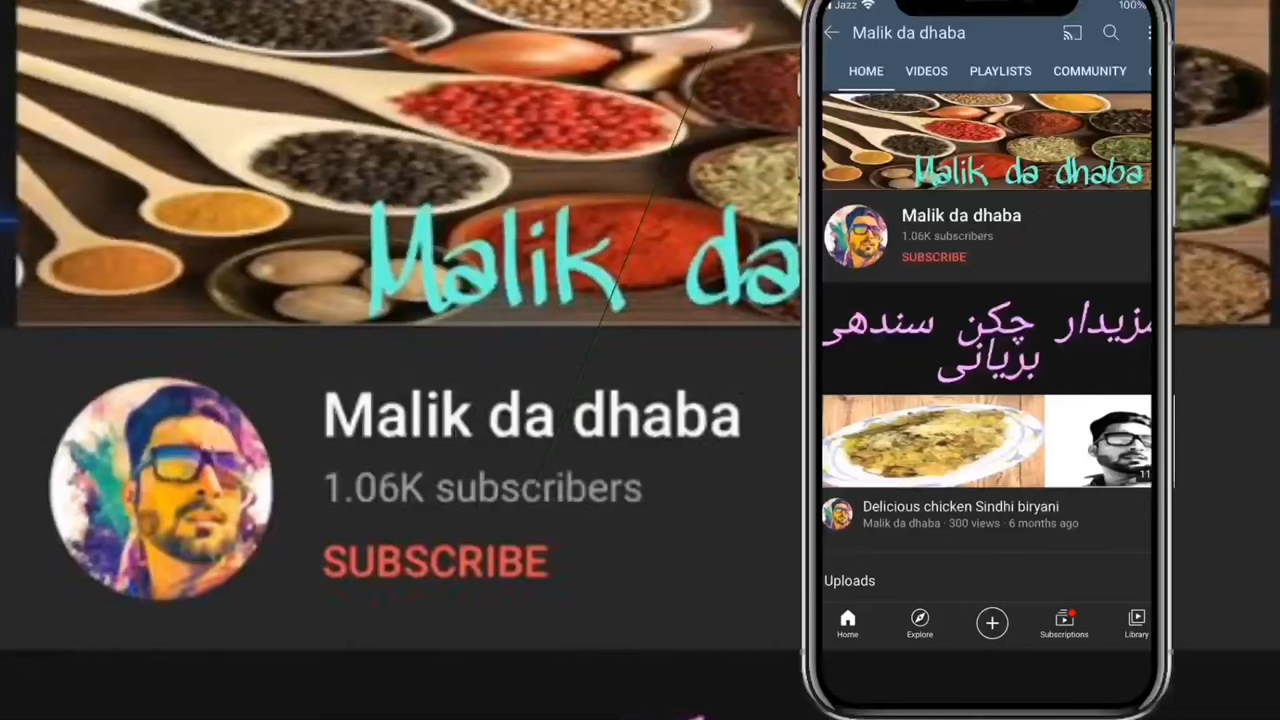 Malik da
Malik da dhaba
1.06K subscribers
SUBSCRIBE
Jazz 100%
Malik da dhaba
HOME VIDEOS PLAYLISTS COMMUNITY
Malik da dhaba
Malik da dhaba
1.06K subscribers
SUBSCRIBE
مزیدار چکن سندھی
بریانی
11
Delicious chicken Sindhi biryani
Malik da dhaba · 300 views · 6 months ago
Uploads
Home Explore Subscriptions Library